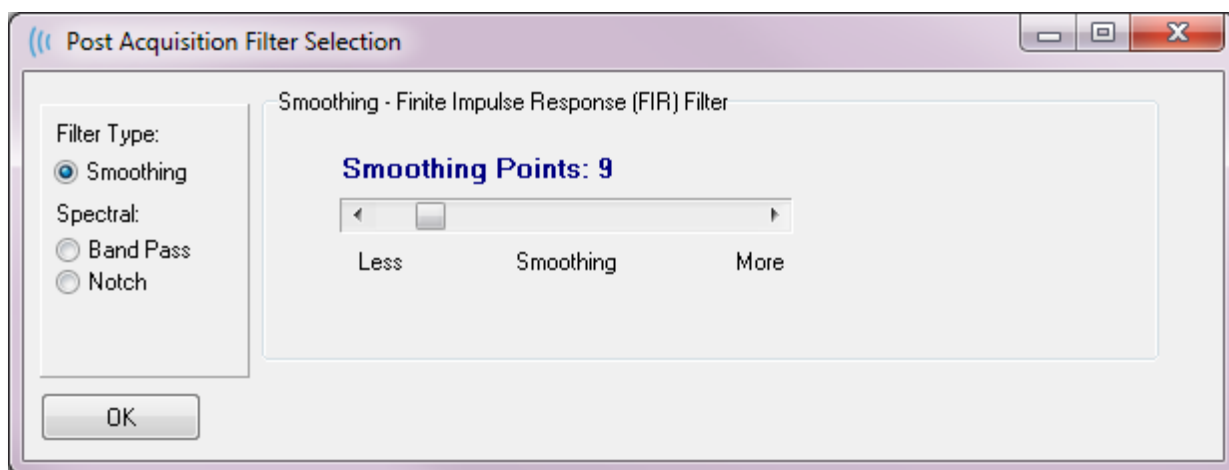 Post Acquisition Filter Selection
Smoothing - Finite Impulse Response (FIR) Filter
Filter Type:
Smoothing
Spectral:
Band Pass
Notch
Smoothing Points: 9
Less Smoothing More
OK